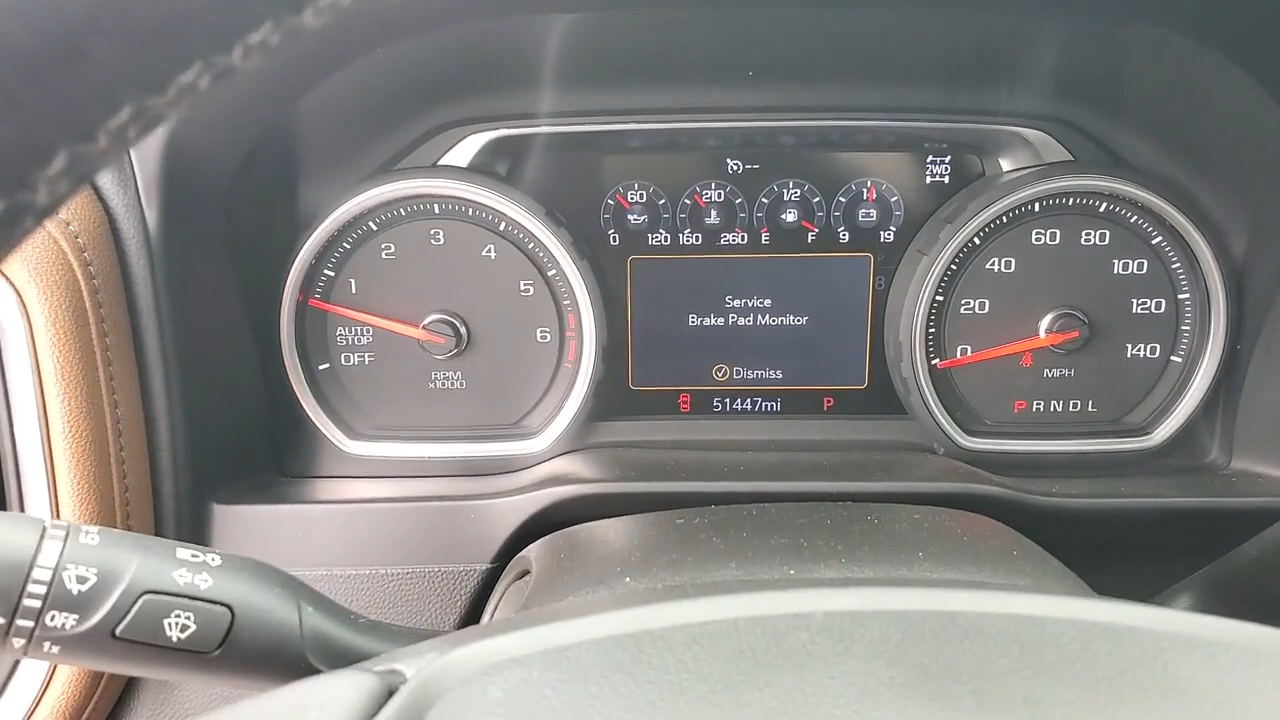 --
2WD
60
0 120
210
160 260
1/2
E F
14
9 19
1
2
3
4
5
6
AUTO
STOP
OFF
RPM
x1000
Service
Brake Pad Monitor
Dismiss
51447mi P
8
0
20
40
60
80
100
120
140
MPH
PRNDL
OFF
1x